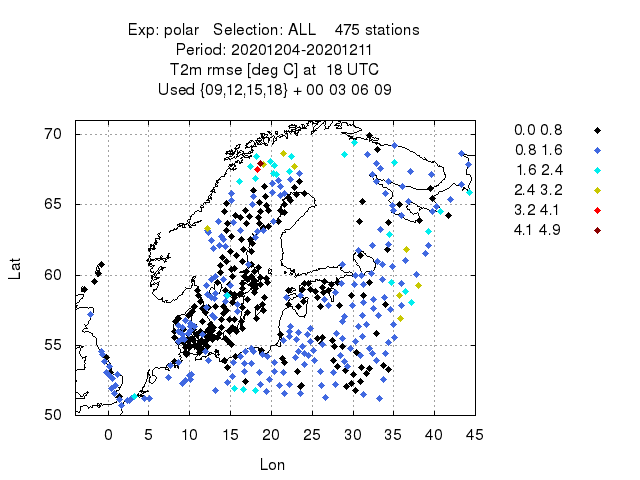 Exp: polar Selection: ALL 475 stations
Period: 20201204-20201211
T2m rmse [deg C] at 18 UTC
Used {09,12,15,18} + 00 03 06 09
70
65
60
55
50
Lat
0 5 10 15 20 25 30 35 40 45
Lon
0.0 0.8
0.8 1.6
1.6 2.4
2.4 3.2
3.2 4.1
4.1 4.9